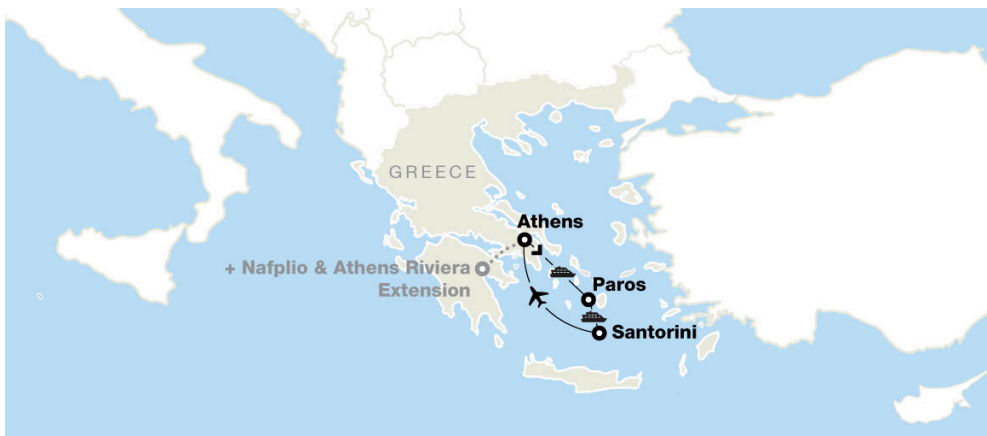 GREECE
Athens
+ Nafplio & Athens Riviera
Extension
Paros
Santorini